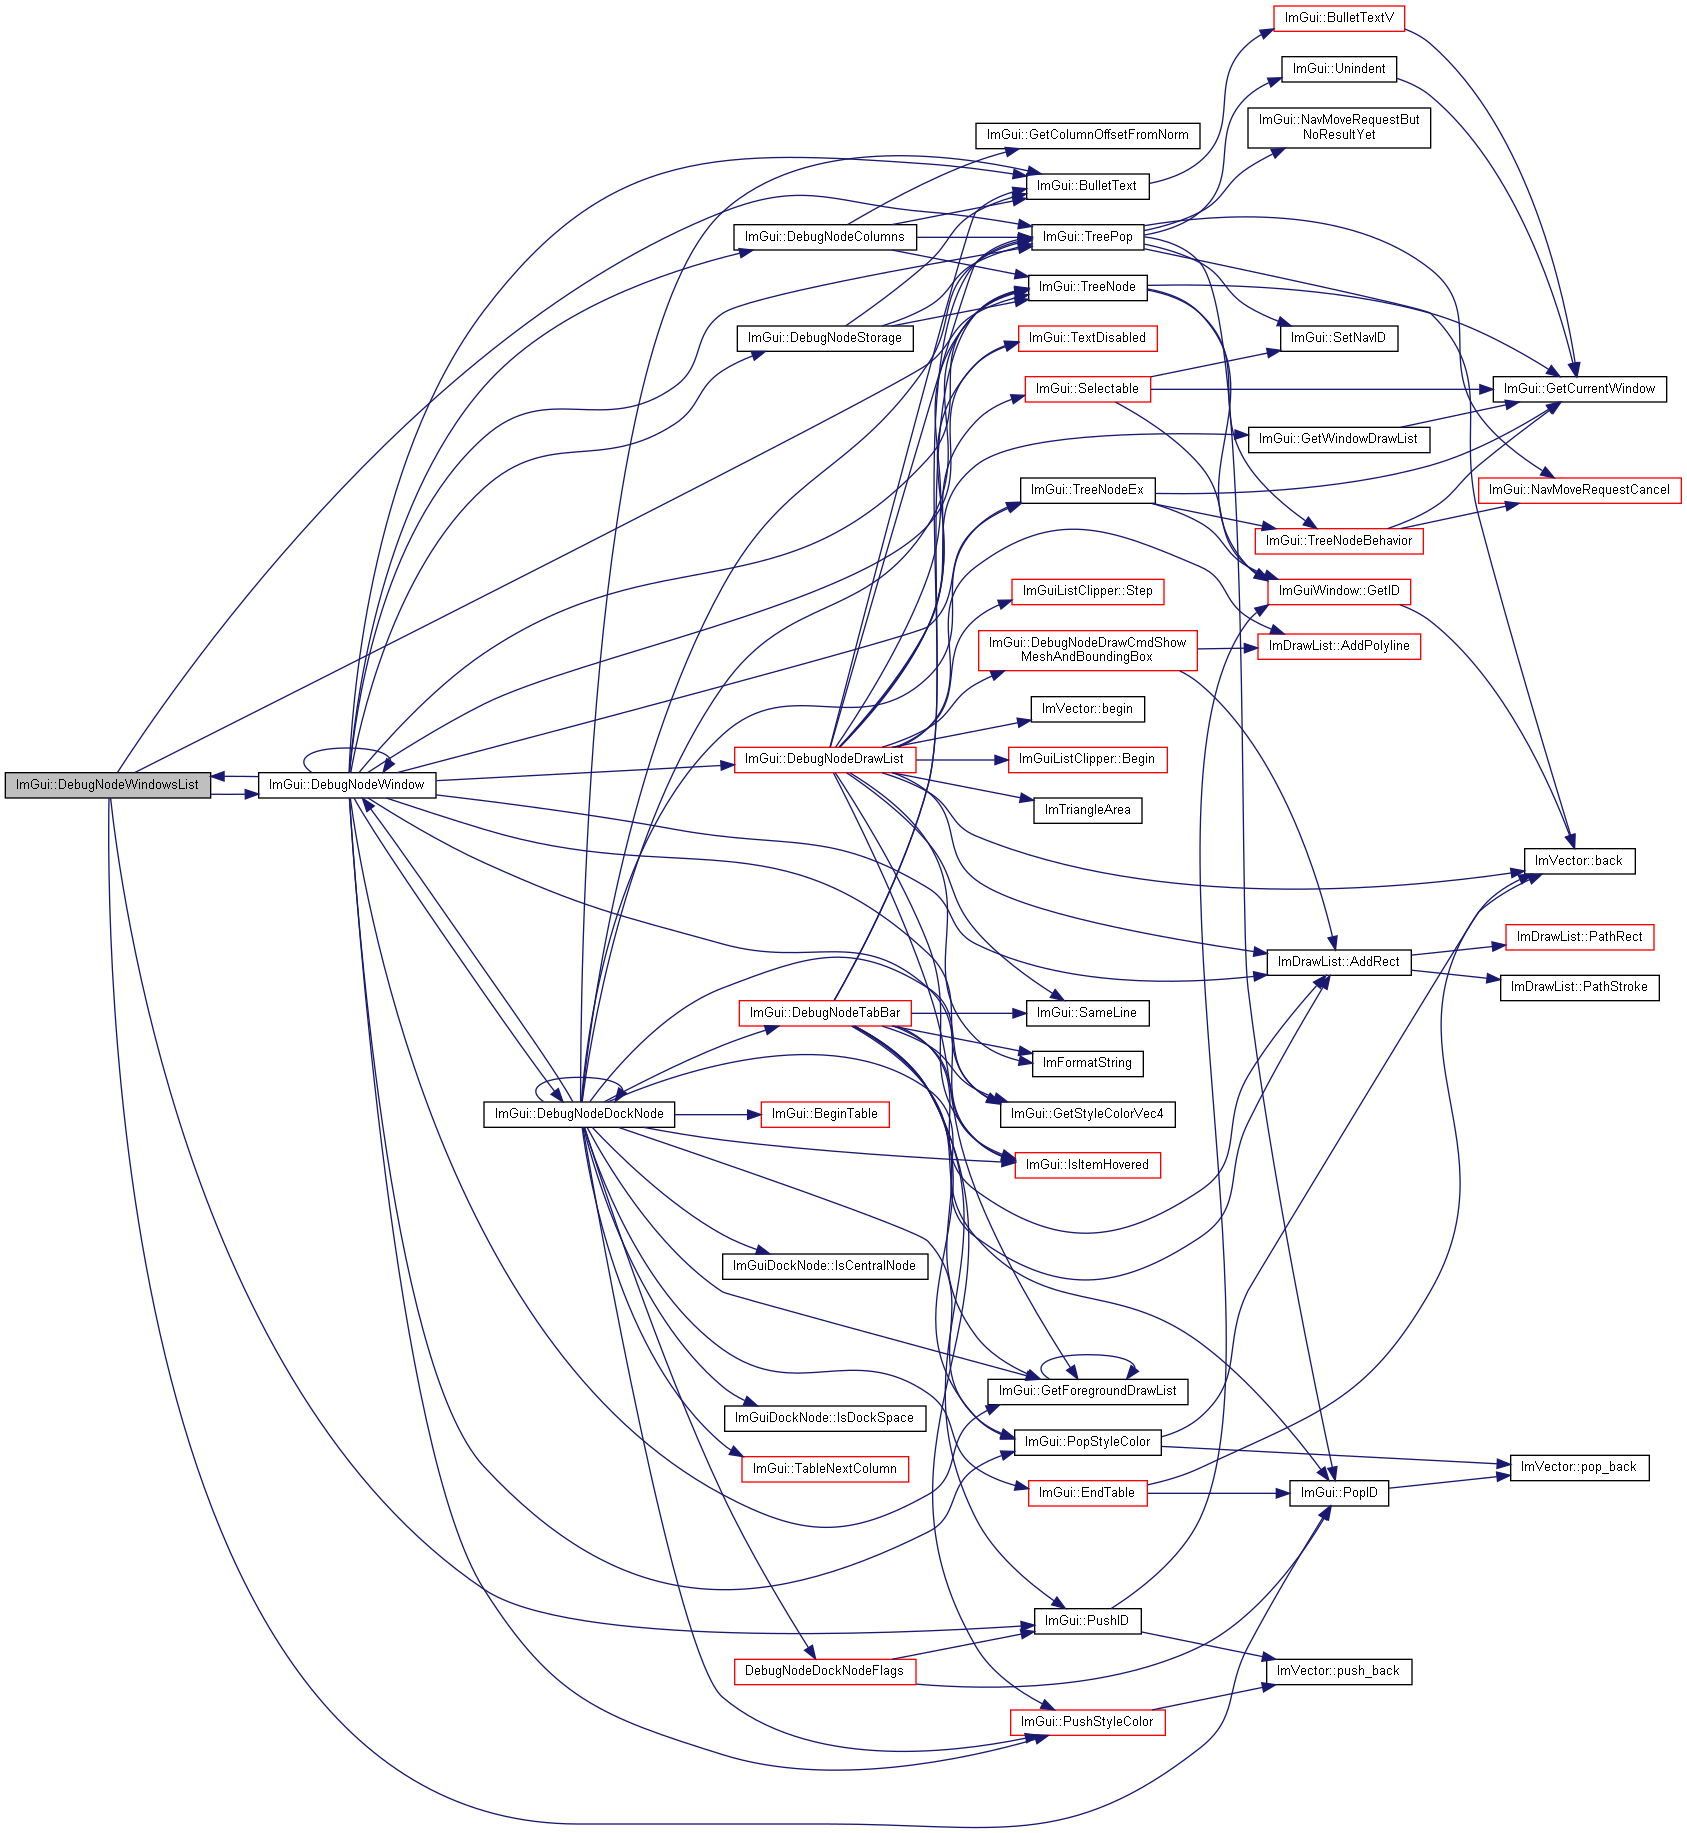 ImGui::BulletTextV
ImGui::Unindent
ImGui::NavMoveRequestBut
NoResultYet
ImGui::GetColumnOffsetFromNorm
ImGui::BulletText
ImGui::DebugNodeColumns
ImGui::TreePop
ImGui::TreeNode
ImGui::DebugNodeStorage
ImGui::TextDisabled
ImGui::SetNavID
ImGui::Selectable
ImGui::GetCurrentWindow
ImGui::GetWindowDrawList
ImGui::TreeNodeEx
ImGui::NavMoveRequestCancel
ImGui::TreeNodeBehavior
ImGuiListClipper::Step
ImGuiWindow::GetID
ImGui::DebugNodeDrawCmdShow
MeshAndBoundingBox
ImDrawList::AddPolyline
ImVector::begin
ImGui::DebugNodeDrawList
ImGuiListClipper::Begin
ImGui::DebugNodeWindowsList
ImGui::DebugNodeWindow
ImTriangleArea
ImVector::back
ImDrawList::PathRect
ImDrawList::AddRect
ImDrawList::PathStroke
ImGui::DebugNodeTabBar
ImGui::SameLine
ImFormatString
ImGui::DebugNodeDockNode
ImGui::BeginTable
ImGui::GetStyleColorVec4
ImGui::IsItemHovered
ImGuiDockNode::IsCentralNode
ImGui::GetForegroundDrawList
ImGuiDockNode::IsDockSpace
ImGui::PopStyleColor
ImGui::TableNextColumn
ImVector::pop_back
ImGui::EndTable
ImGui::PopID
ImGui::PushID
DebugNodeDockNodeFlags
ImVector::push_back
ImGui::PushStyleColor